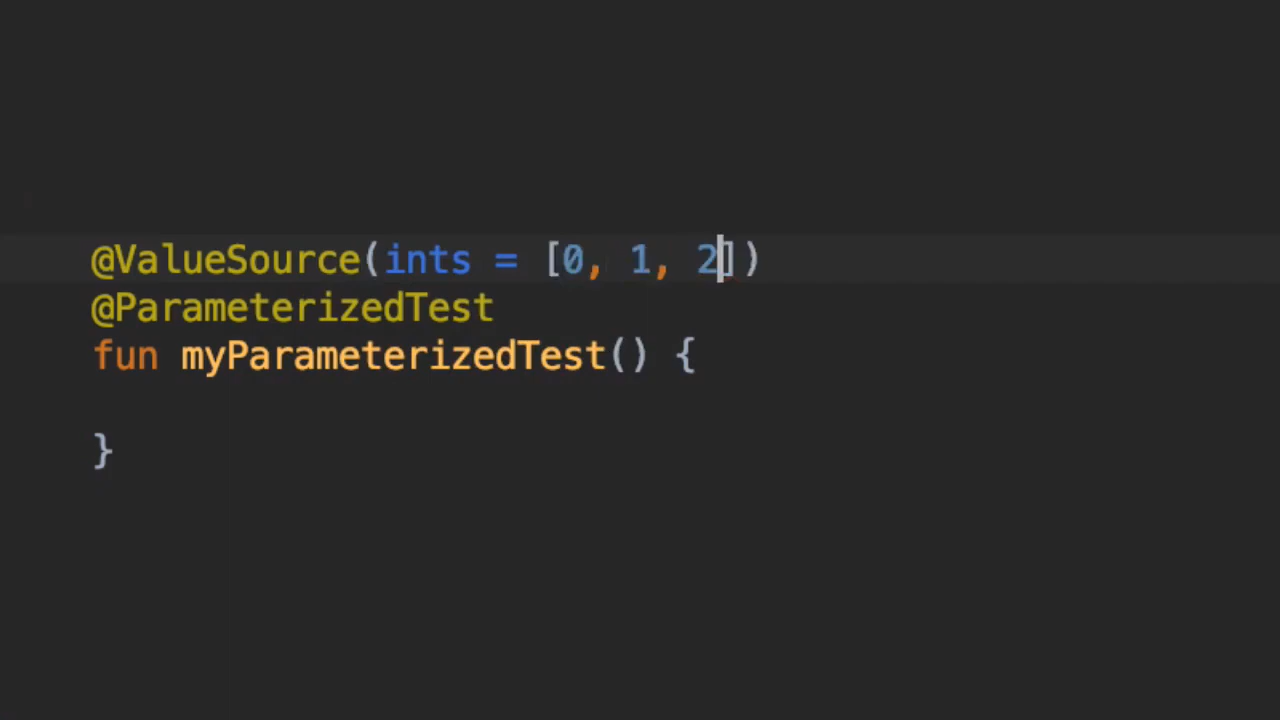 @ValueSource(ints = [0, 1, 2])
@ParameterizedTest
fun myParameterizedTest() {
}